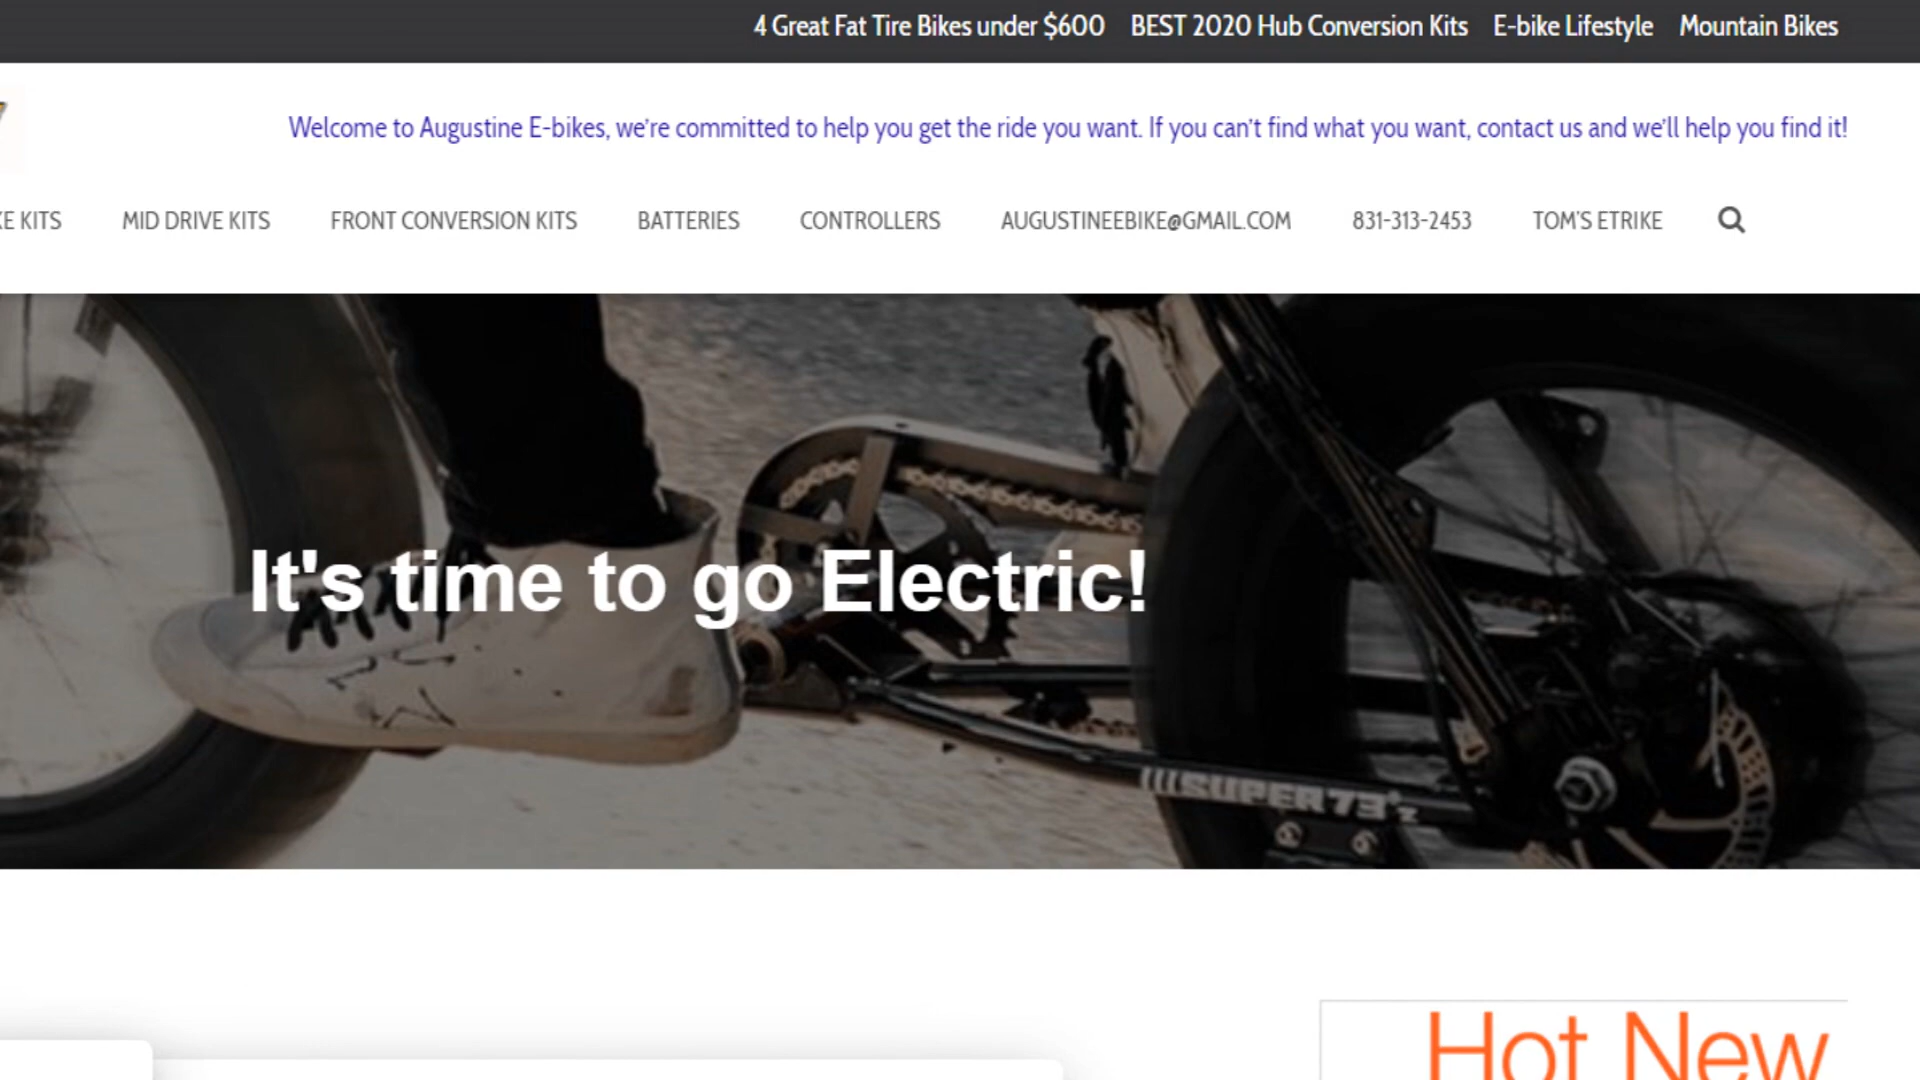 4 Great Fat Tire Bikes under $600 BEST 2020 Hub Conversion Kits E-bike Lifestyle Mountain Bikes
Welcome to Augustine E-bikes, we're committed to help you get the ride you want. If you can't find what you want, contact us and we'll help you find it!
KE KITS MID DRIVE KITS FRONT CONVERSION KITS BATTERIES CONTROLLERS AUGUSTINEEBIKE@GMAIL.COM 831-313-2453 TOM'S ETRIKE
It's time to go Electric!
SUPER73 Z
Hot New